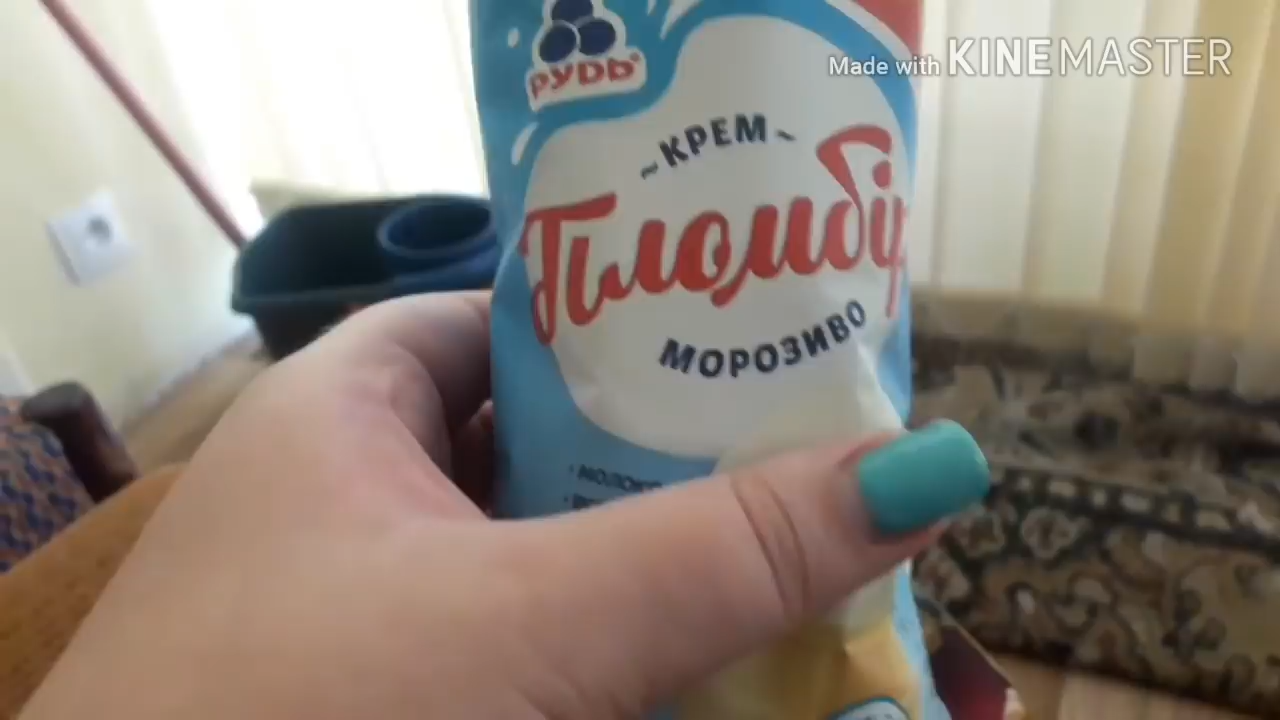 Made with KINEMASTER
РУДЬ
~КРЕМ~
Пломбір
МОРОЗИВО